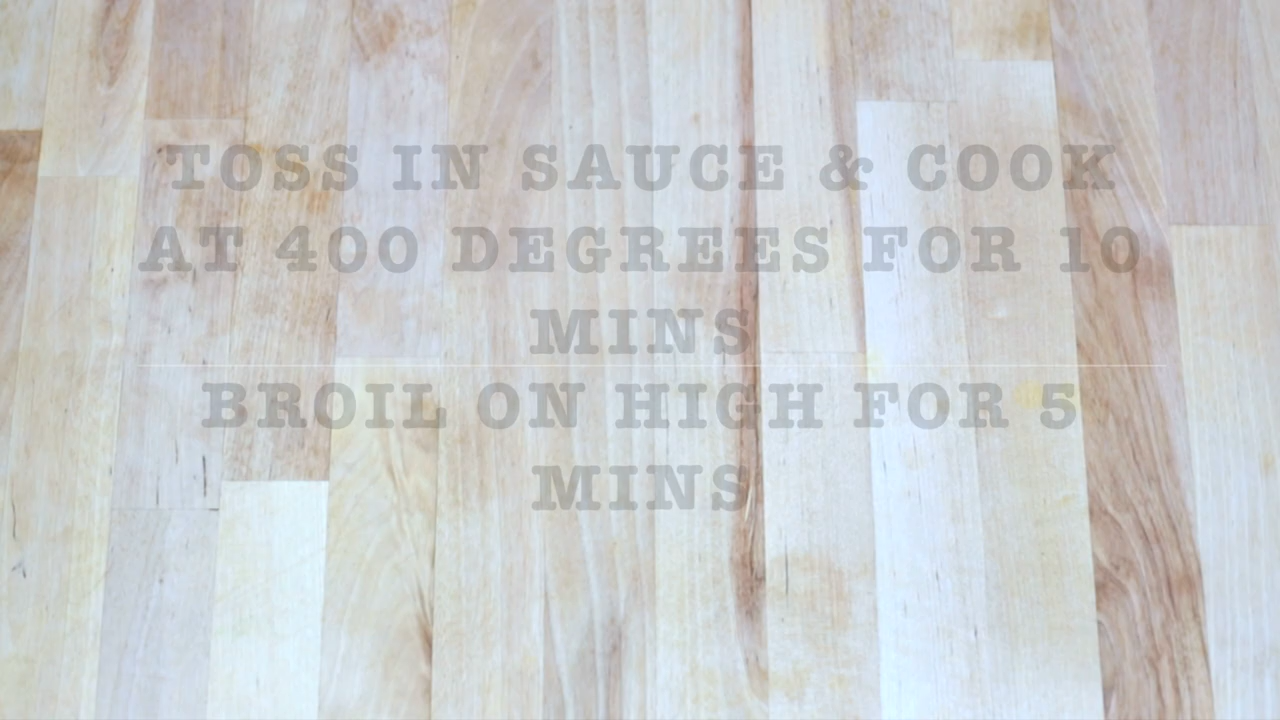 TOSS IN SAUCE & COOK
AT 400 DEGREES FOR 10
MINS
BROIL ON HIGH FOR 5
MINS